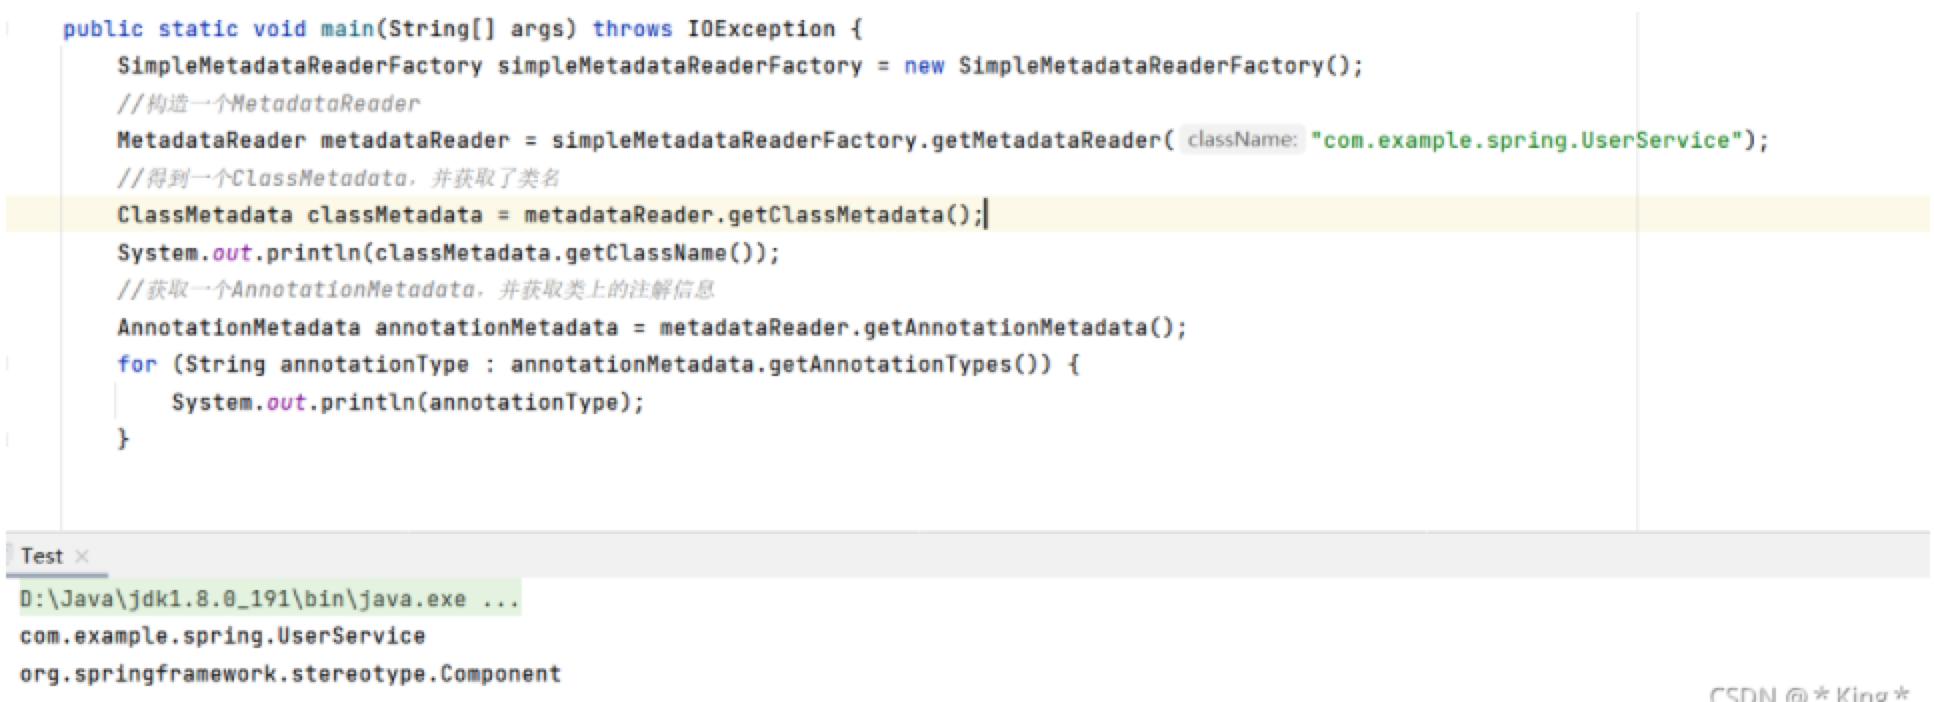 public static void main(String[] args) throws IOException {
SimpleMetadataReaderFactory simpleMetadataReaderFactory = new SimpleMetadataReaderFactory();
//构造一个MetadataReader
MetadataReader metadataReader = simpleMetadataReaderFactory.getMetadataReader( className: "com.example.spring.UserService");
//得到一个ClassMetadata，并获取了类名
ClassMetadata classMetadata = metadataReader.getClassMetadata();
System.out.println(classMetadata.getClassName());
//获取一个AnnotationMetadata，并获取类上的注解信息
AnnotationMetadata annotationMetadata = metadataReader.getAnnotationMetadata();
for (String annotationType : annotationMetadata.getAnnotationTypes()) {
System.out.println(annotationType);
}
Test ×
D:\Java\jdk1.8.0_191\bin\java.exe ...
com.example.spring.UserService
org.springframework.stereotype.Component
CSDN @*King*